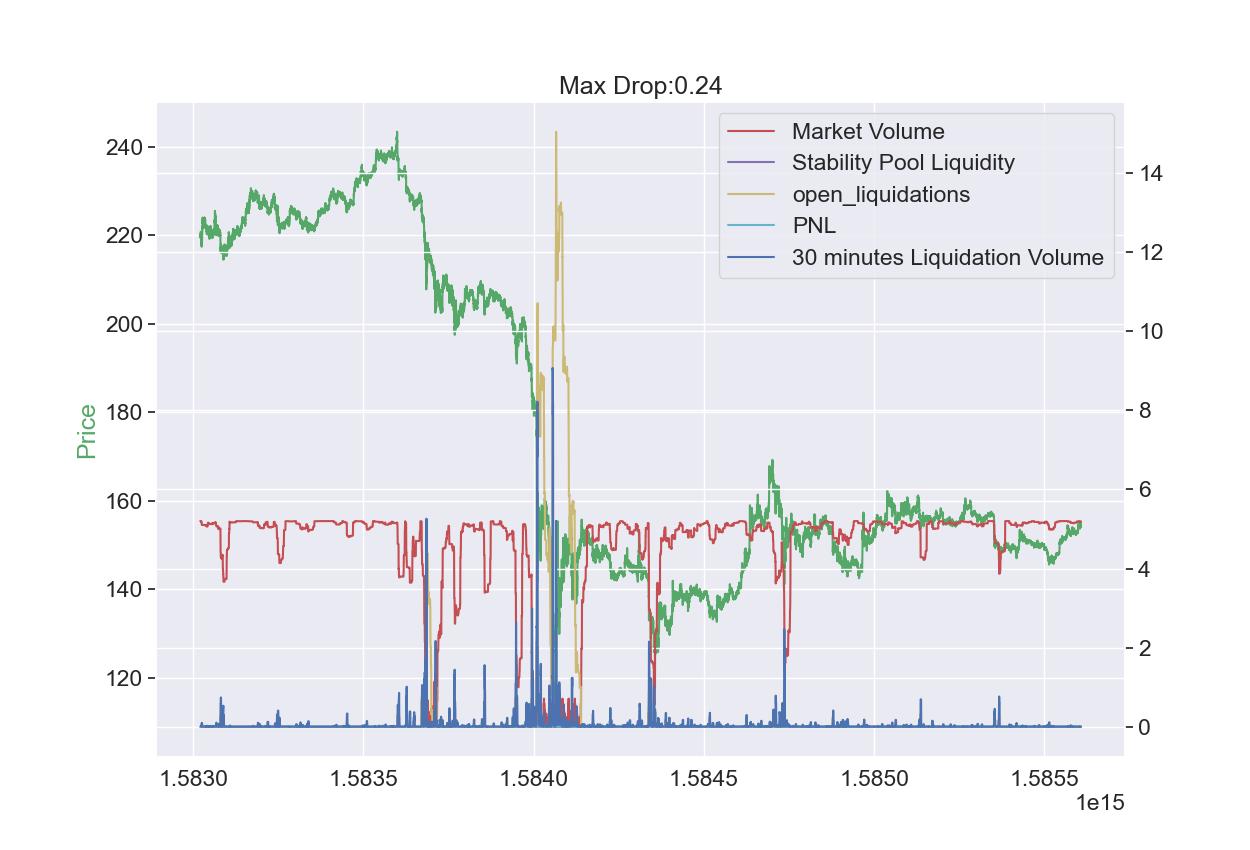 Max Drop:0.24
Market Volume
Stability Pool Liquidity
open_liquidations
PNL
30 minutes Liquidation Volume
Price
240
220
200
180
160
140
120
14
12
10
8
6
4
2
0
1.5830 1.5835 1.5840 1.5845 1.5850 1.5855
1e15